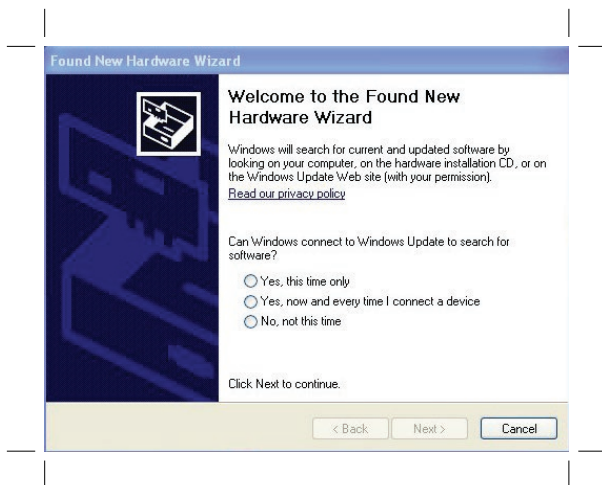 Found New Hardware Wizard
Welcome to the Found New
Hardware Wizard
Windows will search for current and updated software by
looking on your computer, on the hardware installation CD, or on
the Windows Update Web site (with your permission).
Read our privacy policy
Can Windows connect to Windows Update to search for
software?
Yes, this time only
Yes, now and every time I connect a device
No, not this time
Click Next to continue.
< Back Next > Cancel